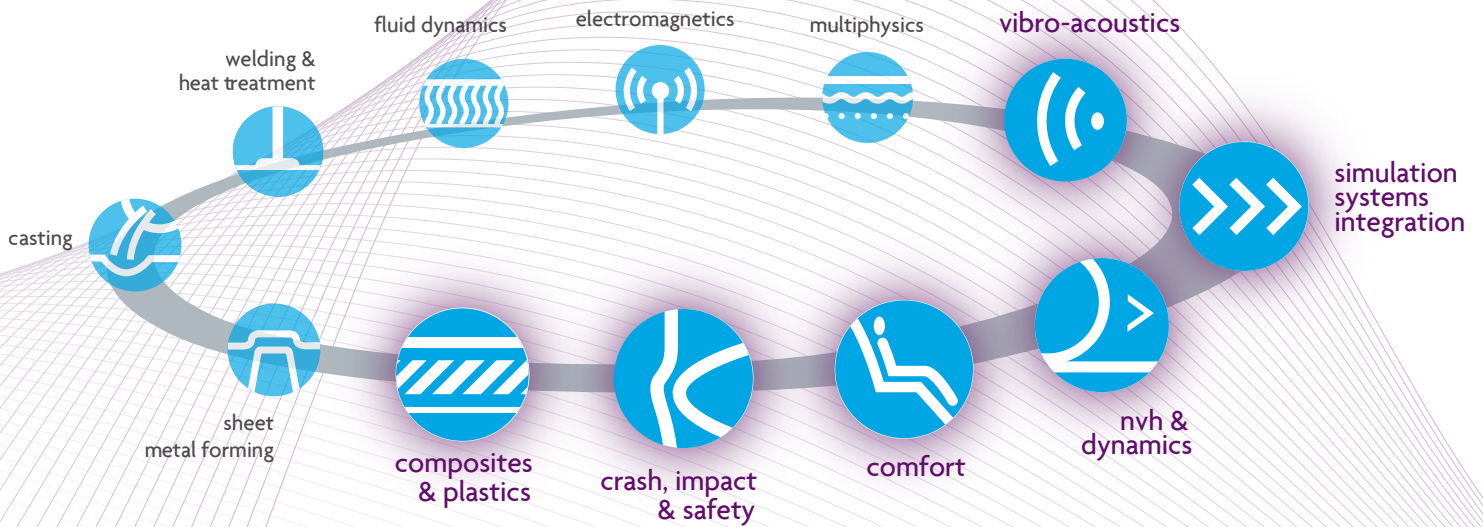 fluid dynamics
electromagnetics
multiphysics
vibro-acoustics
welding &
heat treatment
simulation
systems
integration
casting
sheet
metal forming
composites
& plastics
crash, impact
& safety
comfort
nvh &
dynamics